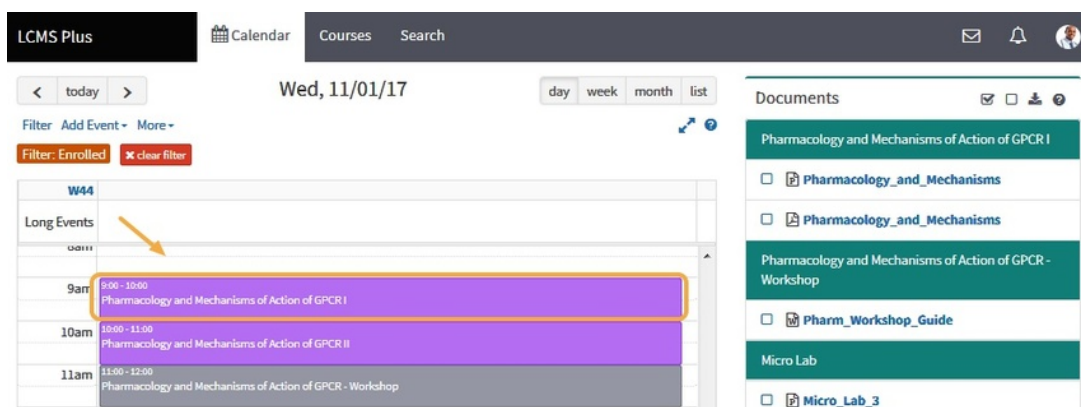 LCMS Plus
Calendar Courses Search
today
Wed, 11/01/17
day week month list
Filter Add Event More
Filter: Enrolled
clear filter
W44
Long Events
8am
9am
9:00 - 10:00
Pharmacology and Mechanisms of Action of GPCR I
10am
10:00 - 11:00
Pharmacology and Mechanisms of Action of GPCR II
11am
11:00 - 12:00
Pharmacology and Mechanisms of Action of GPCR - Workshop
Documents
Pharmacology and Mechanisms of Action of GPCR I
Pharmacology_and_Mechanisms
Pharmacology_and_Mechanisms
Pharmacology and Mechanisms of Action of GPCR -
Workshop
Pharm_Workshop_Guide
Micro Lab
Micro_Lab_3